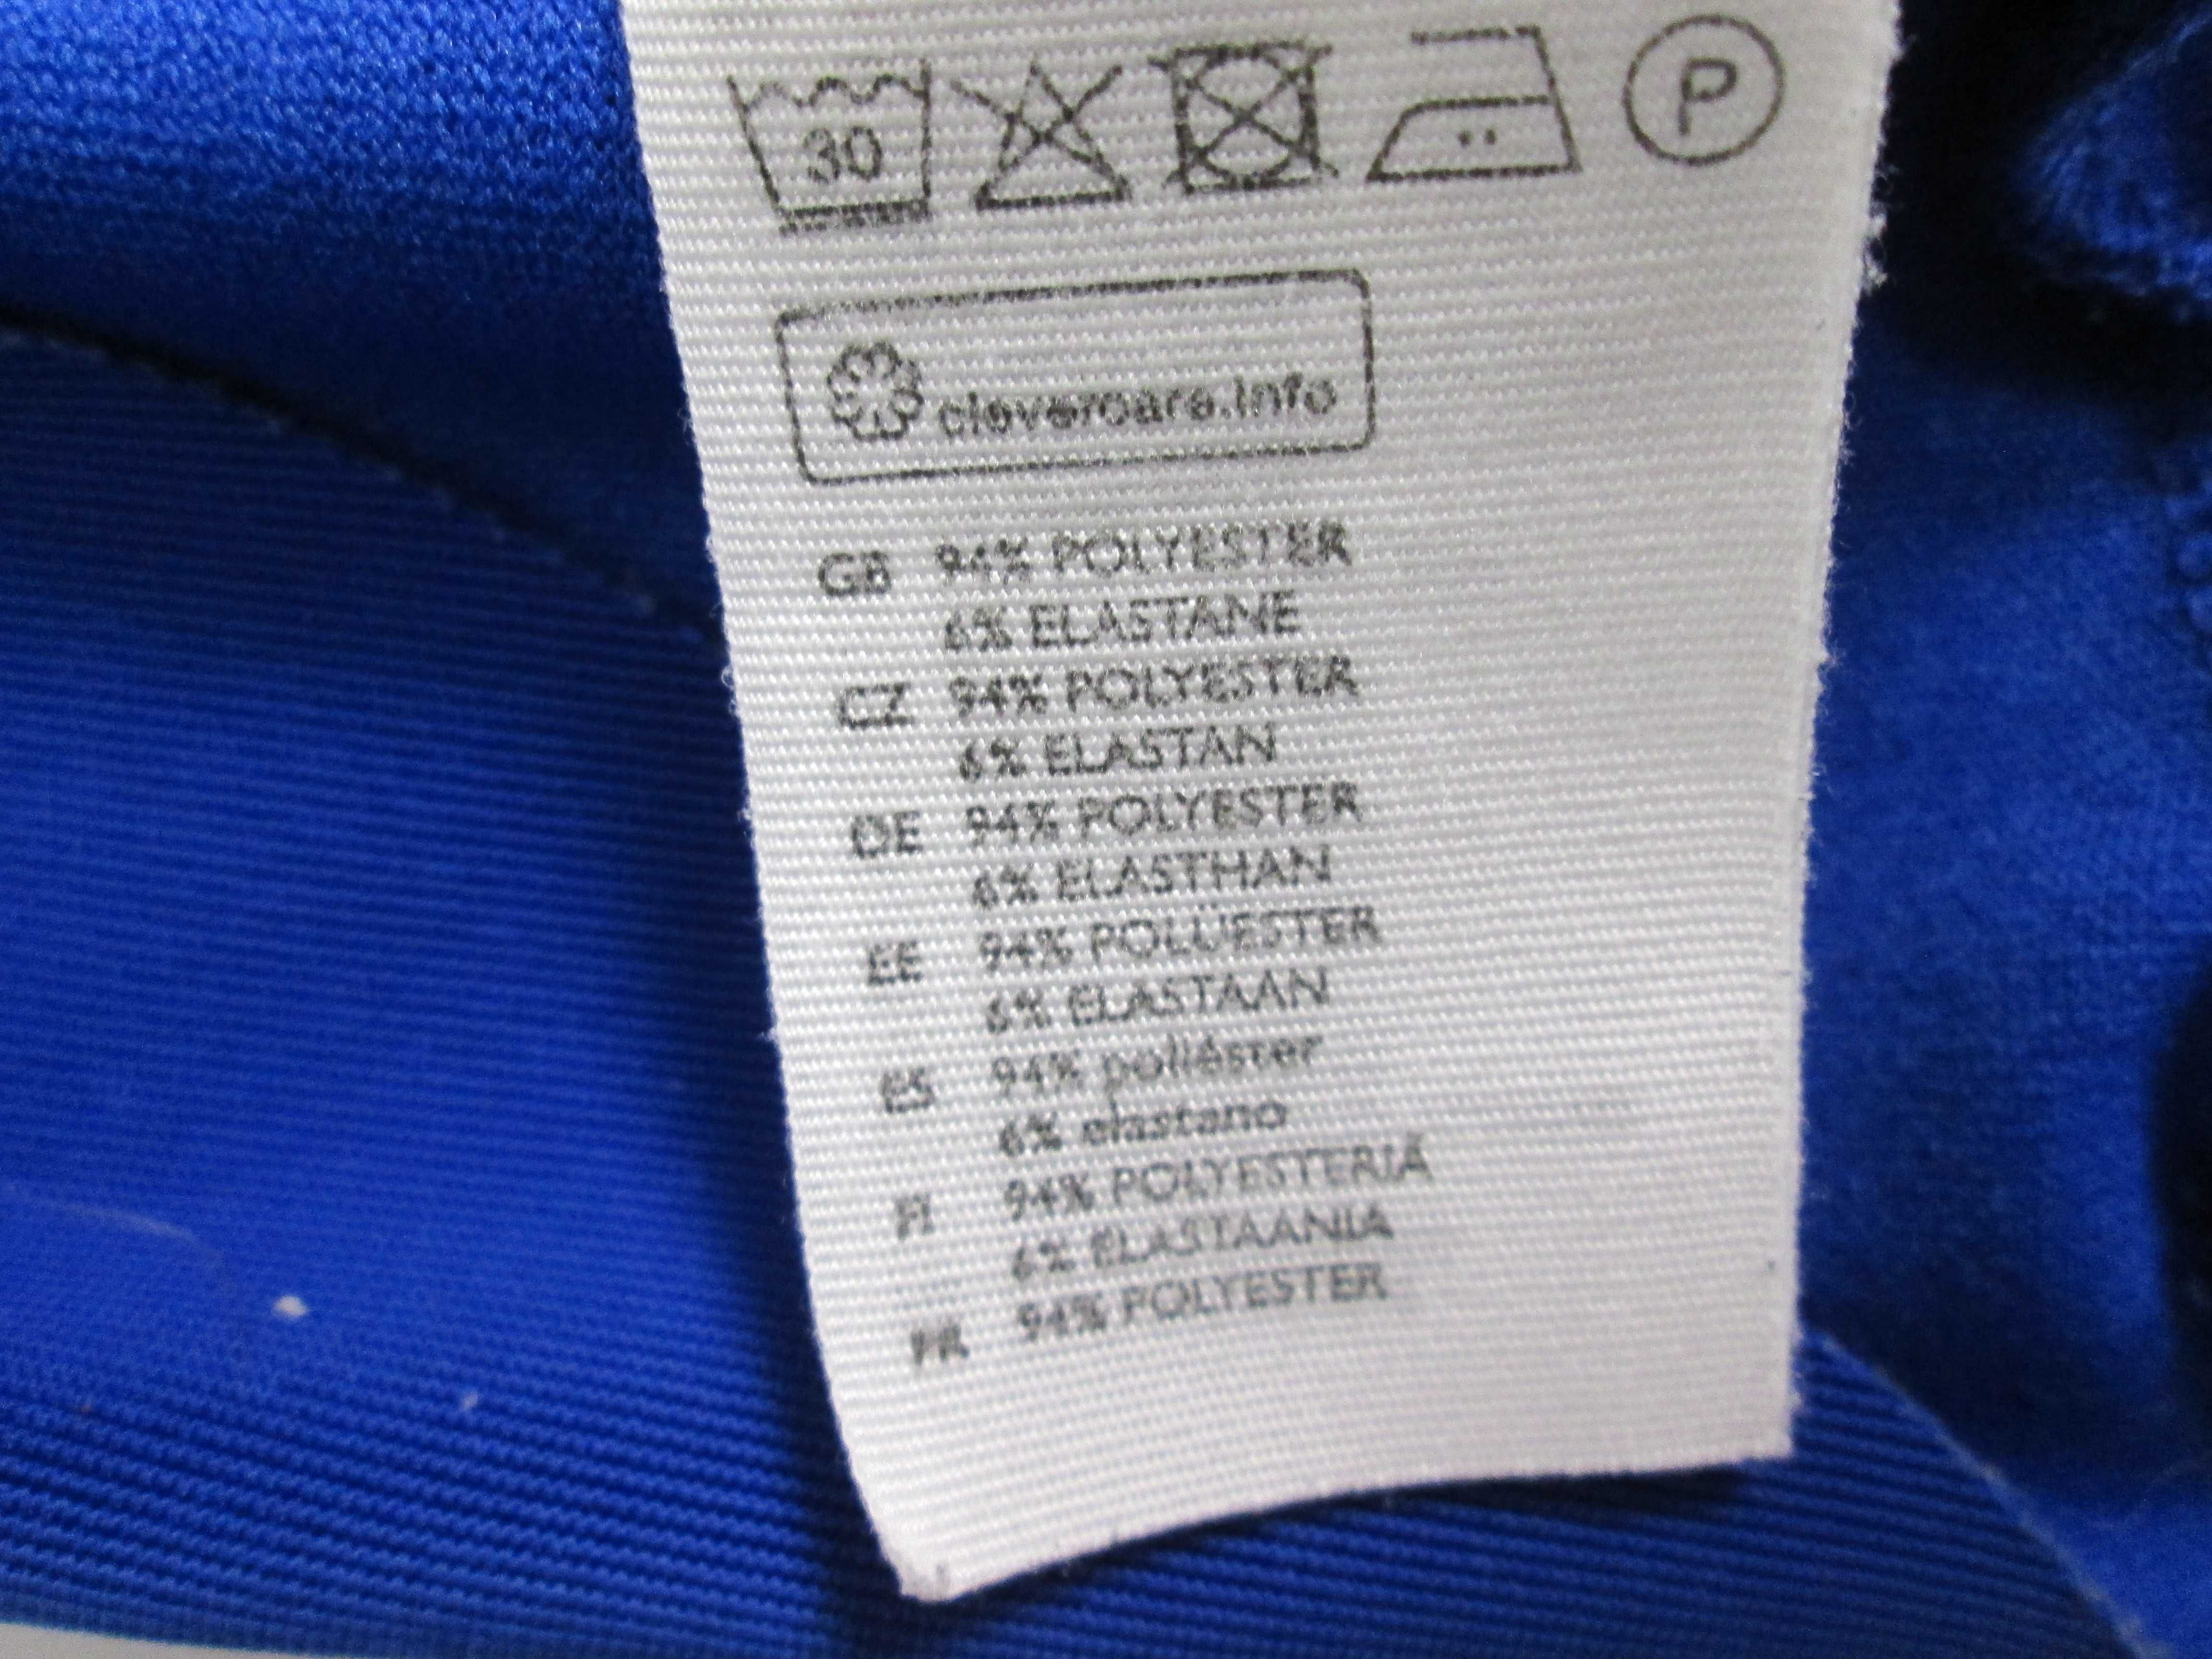 30
P
clevercare.info
GB 94% POLYESTER
6% ELASTANE
CZ 94% POLYESTER
6% ELASTAN
DE 94% POLYESTER
6% ELASTHAN
EE 94% POLÜESTER
6% ELASTAAN
ES 94% poliéster
6% elastano
FI 94% POLYESTERIÄ
6% ELASTAANIA
FR 94% POLYESTER